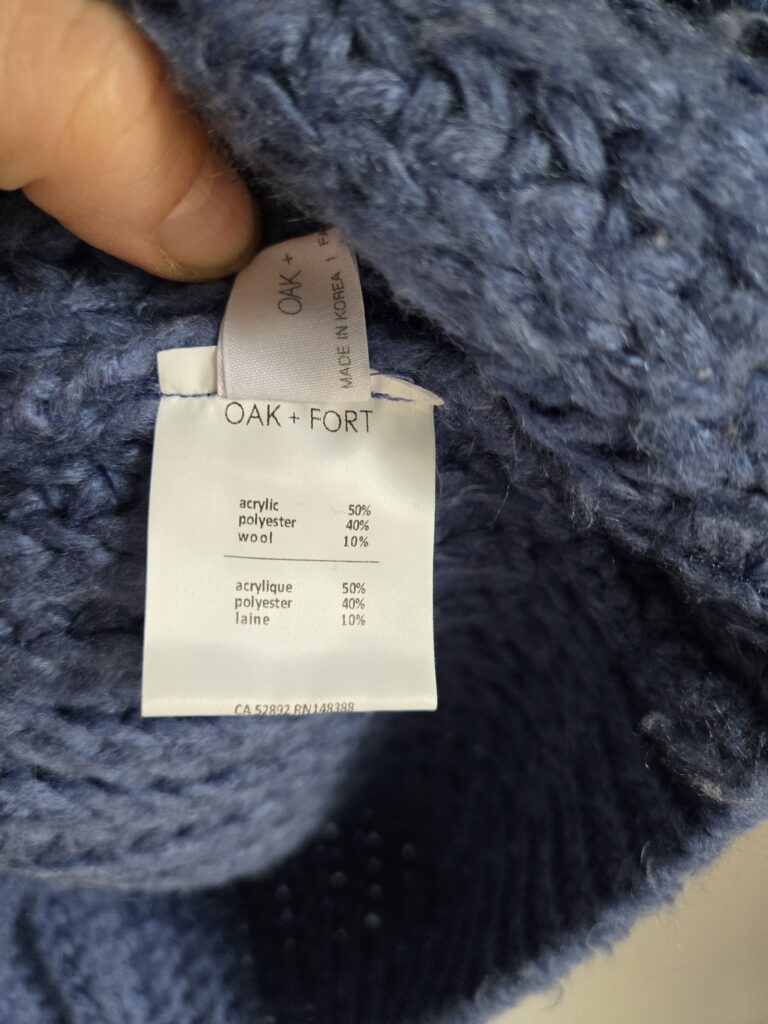 OAK +
MADE IN KOREA | FA
OAK + FORT
acrylic 50%
polyester 40%
wool 10%
acrylique 50%
polyester 40%
laine 10%
CA 52892 RN148388